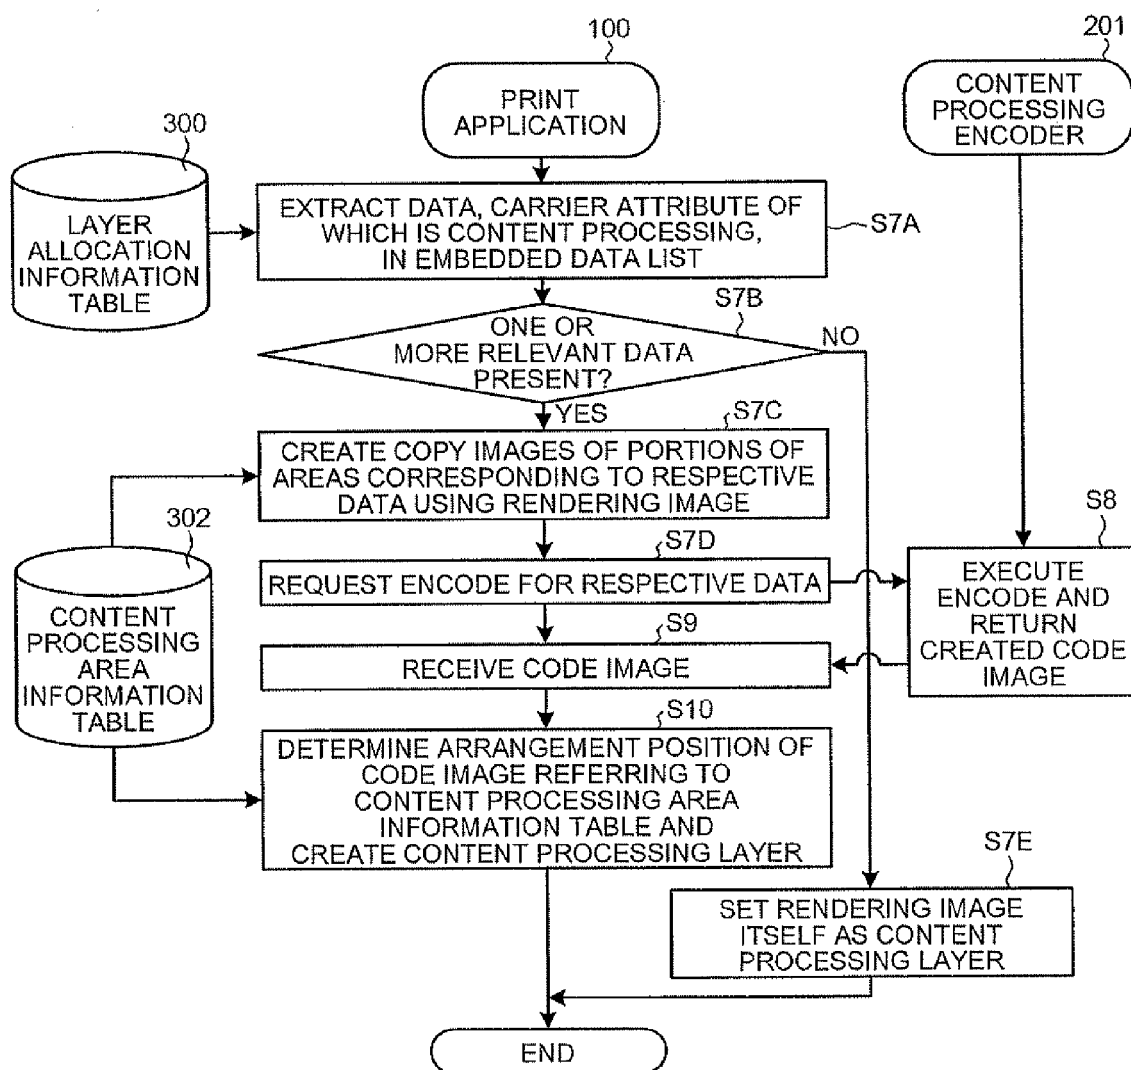 100
PRINT
APPLICATION
201
CONTENT
PROCESSING
ENCODER
300
LAYER
ALLOCATION
INFORMATION
TABLE
EXTRACT DATA, CARRIER ATTRIBUTE OF
WHICH IS CONTENT PROCESSING,
IN EMBEDDED DATA LIST
S7A
S7B
ONE OR
MORE RELEVANT DATA
PRESENT?
NO
YES
S7C
CREATE COPY IMAGES OF PORTIONS OF
AREAS CORRESPONDING TO RESPECTIVE
DATA USING RENDERING IMAGE
302
CONTENT
PROCESSING
AREA
INFORMATION
TABLE
S7D
REQUEST ENCODE FOR RESPECTIVE DATA
S8
EXECUTE
ENCODE AND
RETURN
CREATED CODE
IMAGE
S9
RECEIVE CODE IMAGE
S10
DETERMINE ARRANGEMENT POSITION OF
CODE IMAGE REFERRING TO
CONTENT PROCESSING AREA
INFORMATION TABLE AND
CREATE CONTENT PROCESSING LAYER
S7E
SET RENDERING IMAGE
ITSELF AS CONTENT
PROCESSING LAYER
END